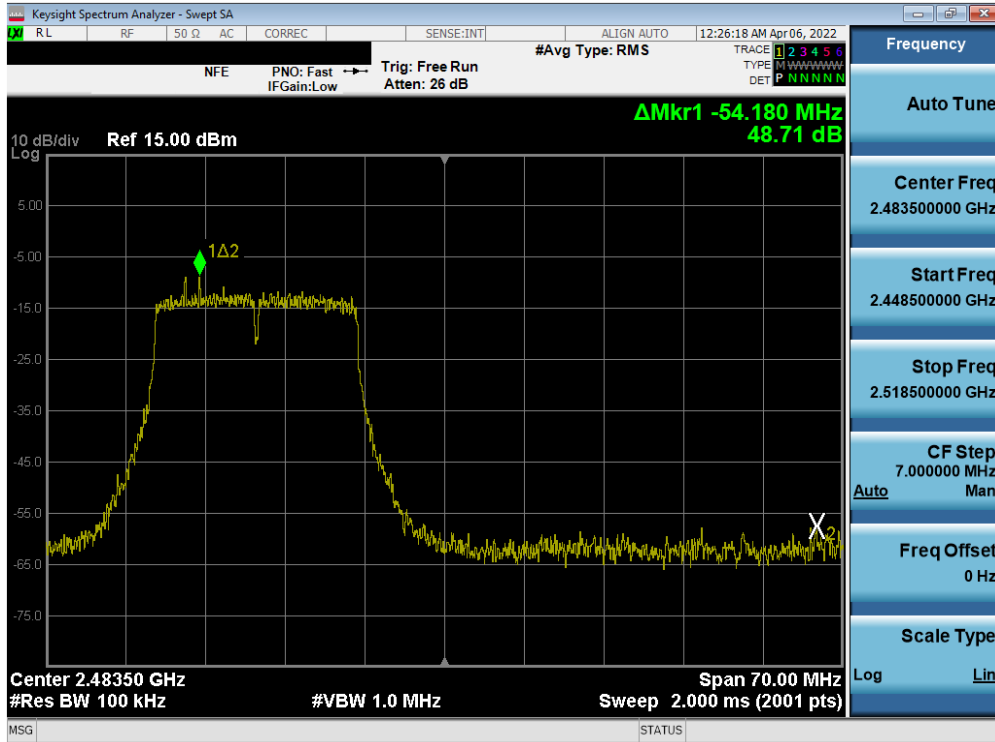 Keysight Spectrum Analyzer - Swept SA
LXI RL RF 50 Ω AC CORREC SENSE:INT ALIGN AUTO 12:26:18 AM Apr 06, 2022
#Avg Type: RMS
TRACE 1 2 3 4 5 6
TYPE M WWWWW
DET P N N N N N
NFE PNO: Fast Trig: Free Run
IFGain:Low Atten: 26 dB
ΔMkr1 -54.180 MHz
48.71 dB
10 dB/div Ref 15.00 dBm
Log
5.00
-5.00
-15.0
-25.0
-35.0
-45.0
-55.0
-65.0
-75.0
1Δ2
X2
Center 2.48350 GHz Span 70.00 MHz
#Res BW 100 kHz #VBW 1.0 MHz Sweep 2.000 ms (2001 pts)
MSG STATUS
Frequency
Auto Tune
Center Freq
2.483500000 GHz
Start Freq
2.448500000 GHz
Stop Freq
2.518500000 GHz
CF Step
7.000000 MHz
Auto Man
Freq Offset
0 Hz
Scale Type
Log Lin